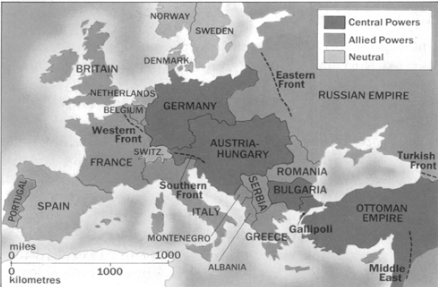 NORWAY
SWEDEN
Central Powers
Allied Powers
Neutral
DENMARK
BRITAIN
NETHERLANDS
BELGIUM
GERMANY
Eastern
Front
RUSSIAN EMPIRE
Western
Front
FRANCE
SWITZ.
AUSTRIA-
HUNGARY
ROMANIA
Turkish
Front
SERBIA
BULGARIA
PORTUGAL
SPAIN
Southern
Front
ITALY
MONTENEGRO
GREECE
Gallipoli
OTTOMAN
EMPIRE
ALBANIA
Middle
East
miles
0
1000
1000
0
kilometres